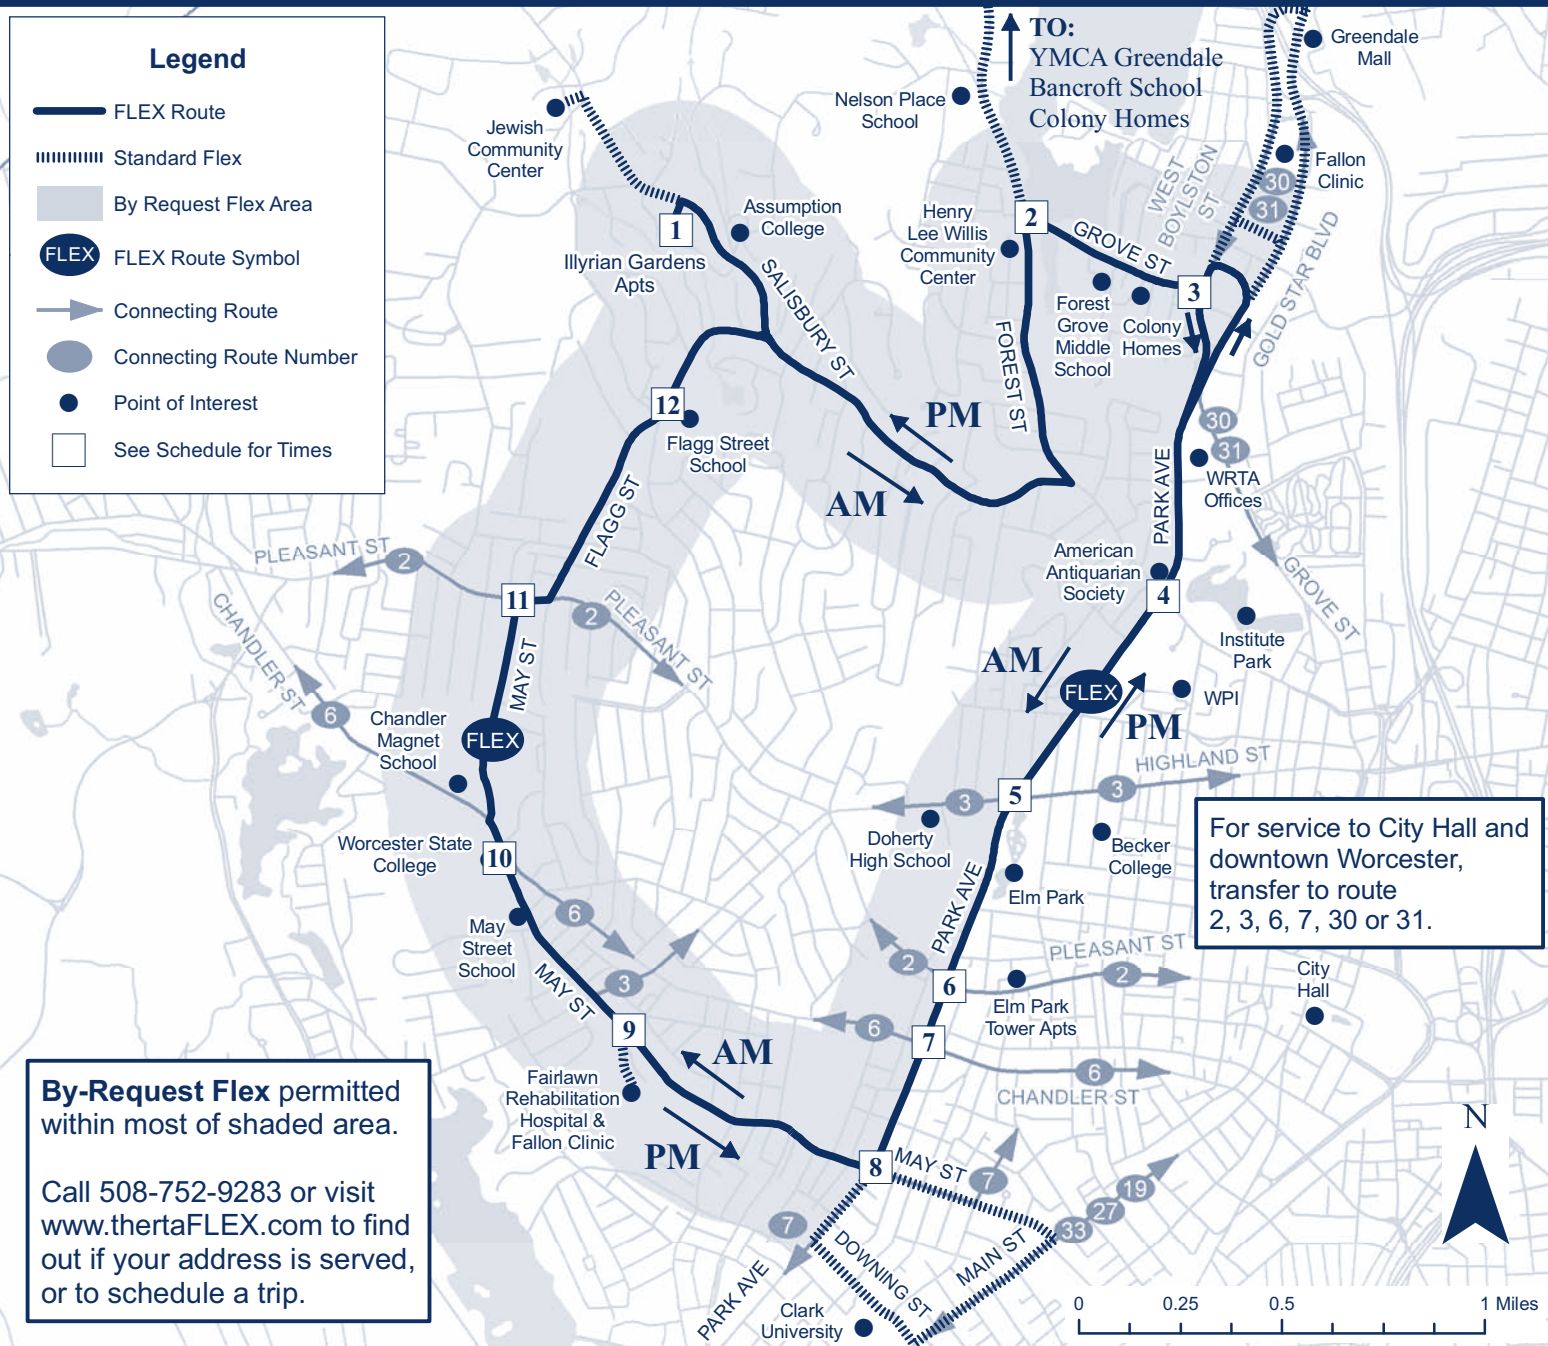 Legend
FLEX Route
Standard Flex
By Request Flex Area
FLEX
FLEX Route Symbol
Connecting Route
Connecting Route Number
Point of Interest
See Schedule for Times
TO:
YMCA Greendale
Bancroft School
Colony Homes
Greendale
Mall
Nelson Place
School
Jewish
Community
Center
Fallon
Clinic
WEST
BOYLSTON
ST
30
31
1
Illyrian Gardens
Apts
Assumption
College
SALISBURY ST
Henry
Lee Willis
Community
Center
2
GROVE ST
3
Forest
Grove
Middle
School
Colony
Homes
GOLD STAR BLVD
FOREST ST
12
Flagg Street
School
PM
AM
30
31
WRTA
Offices
PARK AVE
FLAGG ST
PLEASANT ST
2
American
Antiquarian
Society
4
GROVE ST
11
2
PLEASANT ST
CHANDLER ST
MAY ST
Institute
Park
AM
FLEX
PM
WPI
6
Chandler
Magnet
School
FLEX
HIGHLAND ST
3
5
3
Doherty
High School
Becker
College
For service to City Hall and
downtown Worcester,
transfer to route
2, 3, 6, 7, 30 or 31.
Worcester State
College
10
Elm Park
PARK AVE
6
May
Street
School
MAY ST
3
2
6
PLEASANT ST
2
Elm Park
Tower Apts
City
Hall
9
6
7
6
CHANDLER ST
AM
PM
Fairlawn
Rehabilitation
Hospital &
Fallon Clinic
By-Request Flex permitted
within most of shaded area.
Call 508-752-9283 or visit
www.thertaFLEX.com to find
out if your address is served,
or to schedule a trip.
8
MAY ST
7
19
27
33
7
DOWNING ST
MAIN ST
PARK AVE
Clark
University
N
0
0.25
0.5
1 Miles